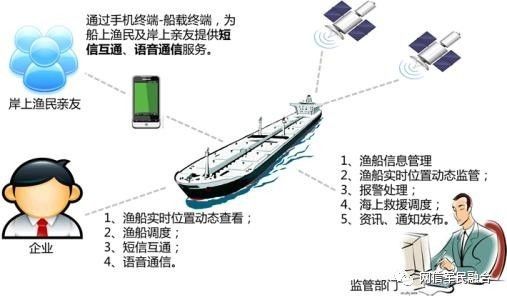 通过手机终端-船载终端，为
船上渔民及岸上亲友提供短
信互通、语音通信服务。
岸上渔民亲友
1、渔船信息管理
2、渔船实时位置动态监管；
3、报警处理；
4、海上救援调度；
5、资讯、通知发布。
企业
1、渔船实时位置动态查看；
2、渔船调度；
3、短信互通；
4、语音通信。
监管部门
网信军民融合